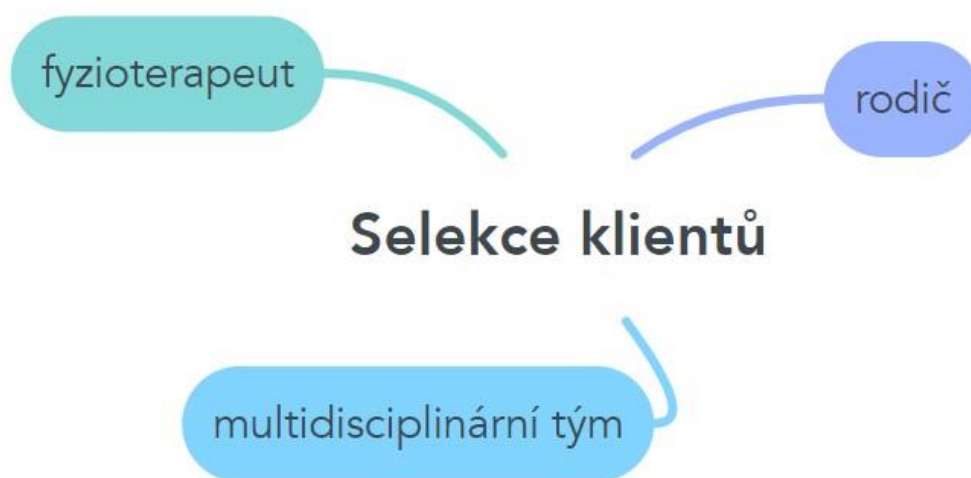 fyzioterapeut
rodič
Selekce klientů
multidisciplinární tým